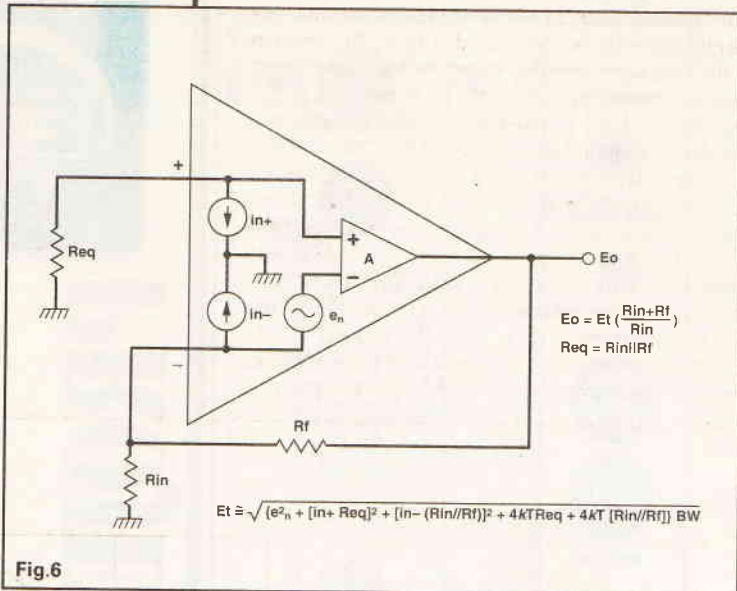 +
in+
Req
+
A
−
Eo
in−
en
−
Eo = Et (Rin+Rf/Rin)
Req = Rin||Rf
Rf
Rin
Et ≅ √(e²n + [in+ Req]² + [in− (Rin//Rf)]² + 4kTReq + 4kT [Rin//Rf]} BW
Fig.6